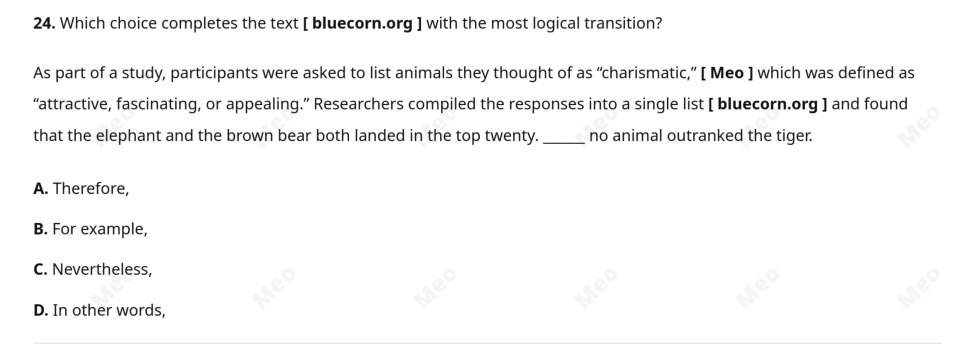 24. Which choice completes the text [ bluecorn.org ] with the most logical transition?
As part of a study, participants were asked to list animals they thought of as “charismatic,” [ Meo ] which was defined as
“attractive, fascinating, or appealing.” Researchers compiled the responses into a single list [ bluecorn.org ] and found
that the elephant and the brown bear both landed in the top twenty. ______ no animal outranked the tiger.
A. Therefore,
B. For example,
C. Nevertheless,
D. In other words,
Meo Meo Meo Meo Meo Meo
Meo Meo Meo Meo Meo Meo